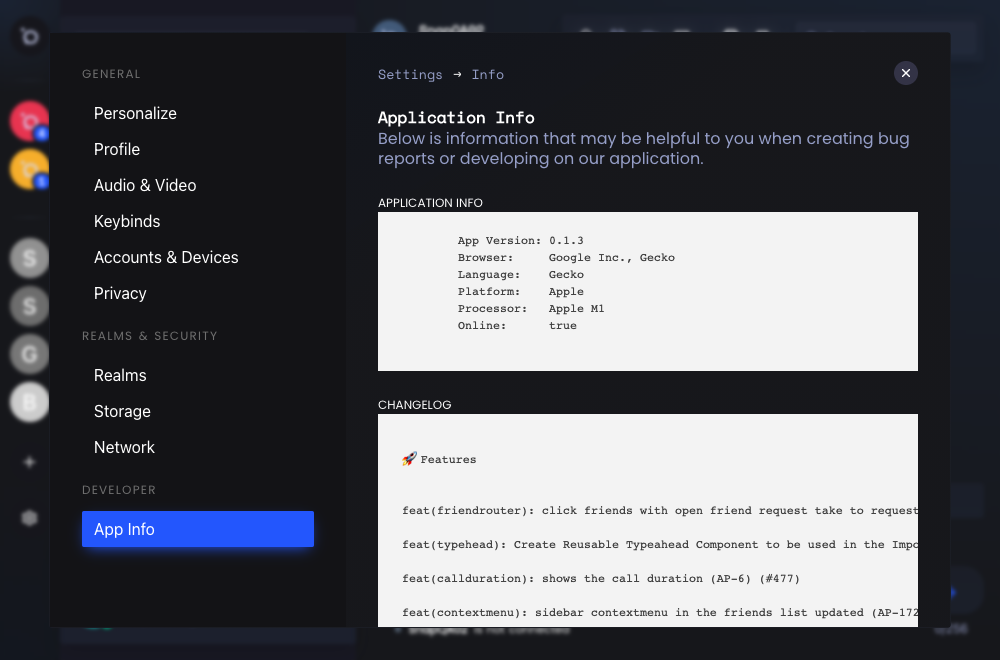 GENERAL
Personalize
Profile
Audio & Video
Keybinds
Accounts & Devices
Privacy
REALMS & SECURITY
Realms
Storage
Network
DEVELOPER
App Info
Settings → Info
Application Info
Below is information that may be helpful to you when creating bug
reports or developing on our application.
APPLICATION INFO
App Version: 0.1.3
Browser: Google Inc., Gecko
Language: Gecko
Platform: Apple
Processor: Apple M1
Online: true
CHANGELOG
🚀 Features
feat(friendrouter): click friends with open friend request take to request
feat(typehead): Create Reusable Typeahead Component to be used in the Impo
feat(callduration): shows the call duration (AP-6) (#477)
feat(contextmenu): sidebar contextmenu in the friends list updated (AP-172
S
S
G
B
is not connected